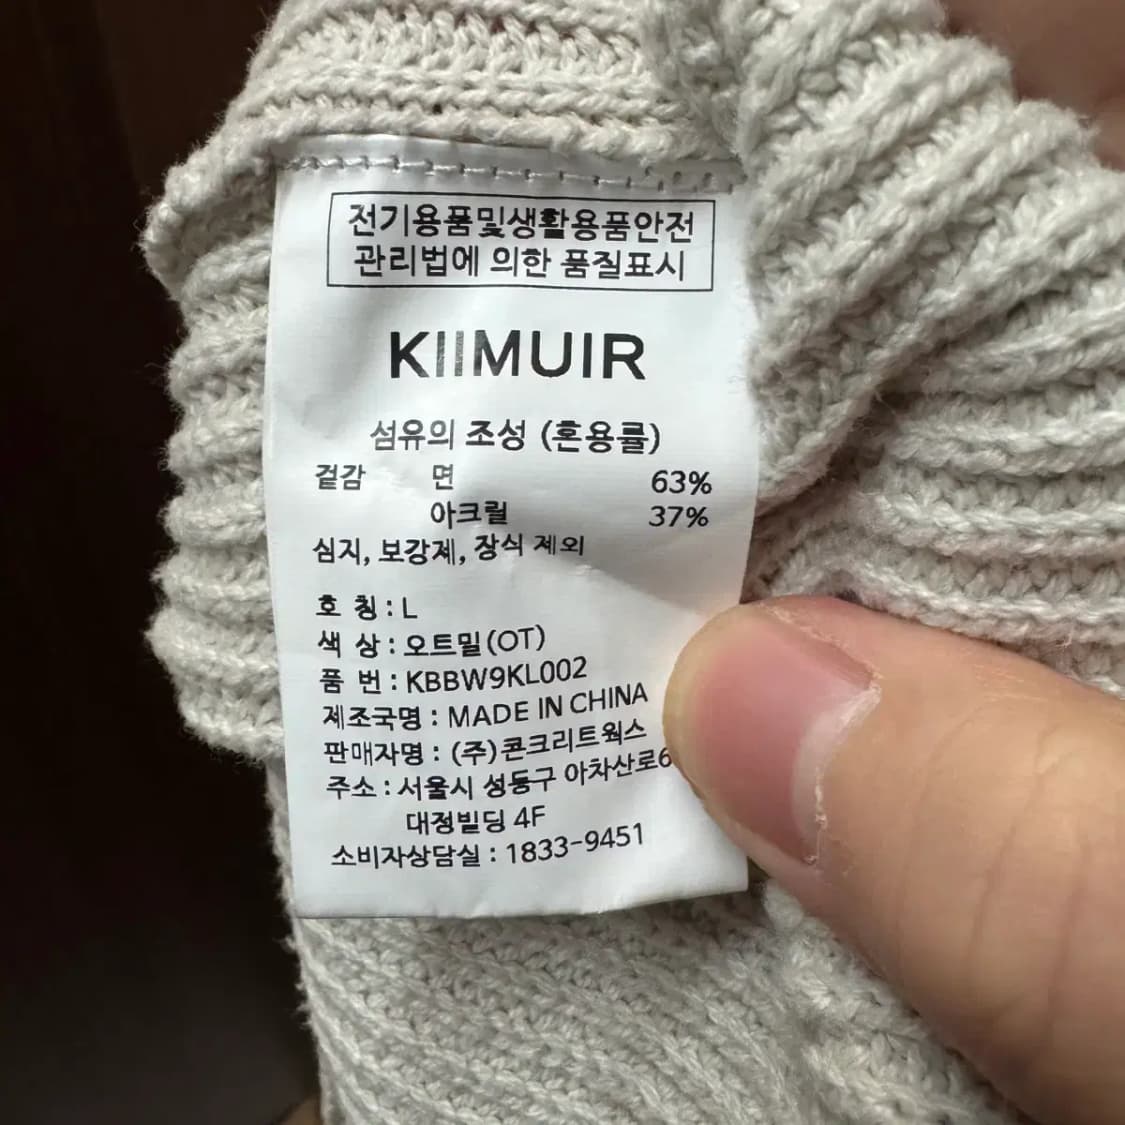 전기용품및생활용품안전
관리법에 의한 품질표시
KIIMUIR
섬유의 조성 (혼용률)
겉감 면 63%
아크릴 37%
심지, 보강제, 장식 제외
호 칭 : L
색 상 : 오트밀(OT)
품 번 : KBBW9KL002
제조국명 : MADE IN CHINA
판매자명 : (주)콘크리트웍스
주소 : 서울시 성동구 아차산로6
대정빌딩 4F
소비자상담실 : 1833-9451